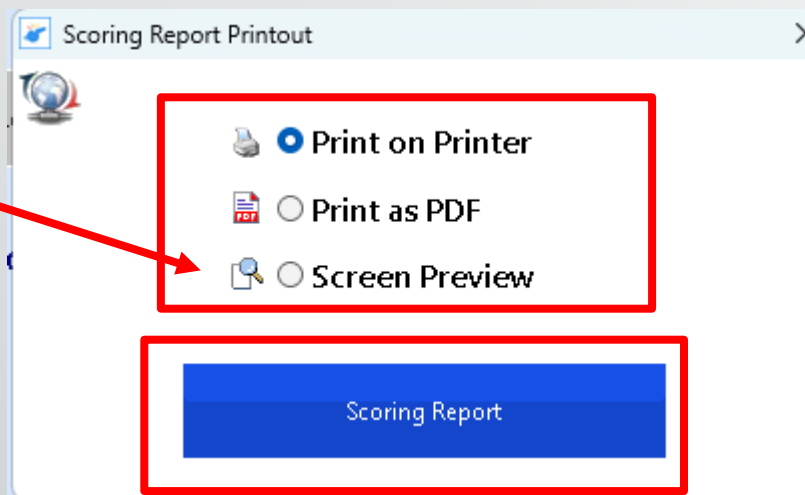 Scoring Report Printout
Print on Printer
PDF
Print as PDF
Screen Preview
Scoring Report